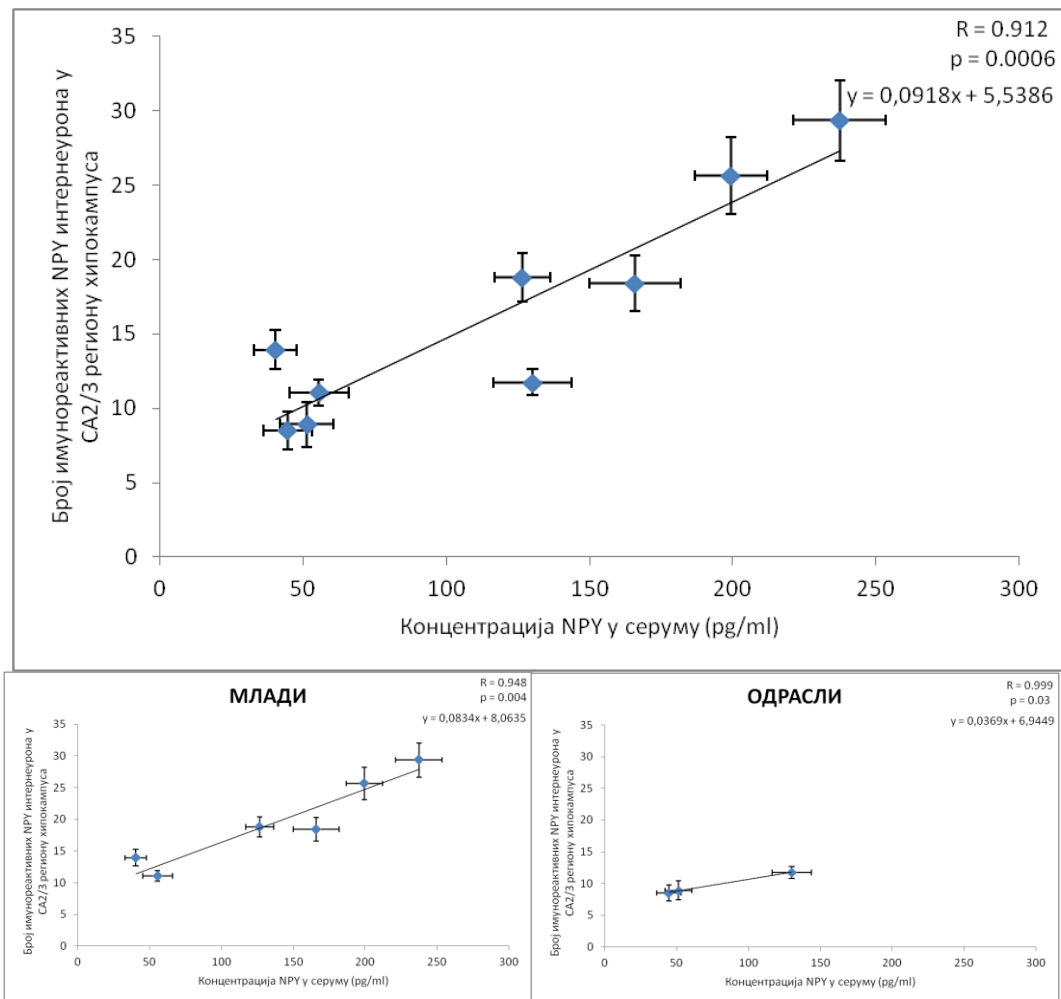 R = 0.912
p = 0.0006
y = 0,0918x + 5,5386
Број имунореактивних NPY интернеурона у
CA2/3 региону хипокампуса
35
30
25
20
15
10
5
0
0 50 100 150 200 250 300
Концентрација NPY у серуму (pg/ml)
МЛАДИ
R = 0.948
p = 0.004
y = 0,0834x + 8,0635
Број имунореактивних NPY интернеурона у
CA2/3 региону хипокампуса
35
30
25
20
15
10
5
0
0 50 100 150 200 250 300
Концентрација NPY у серуму (pg/ml)
ОДРАСЛИ
R = 0.999
p = 0.03
y = 0,0369x + 6,9449
Број имунореактивних NPY интернеурона у
CA2/3 региону хипокампуса
35
30
25
20
15
10
5
0
0 50 100 150 200 250 300
Концентрација NPY у серуму (pg/ml)